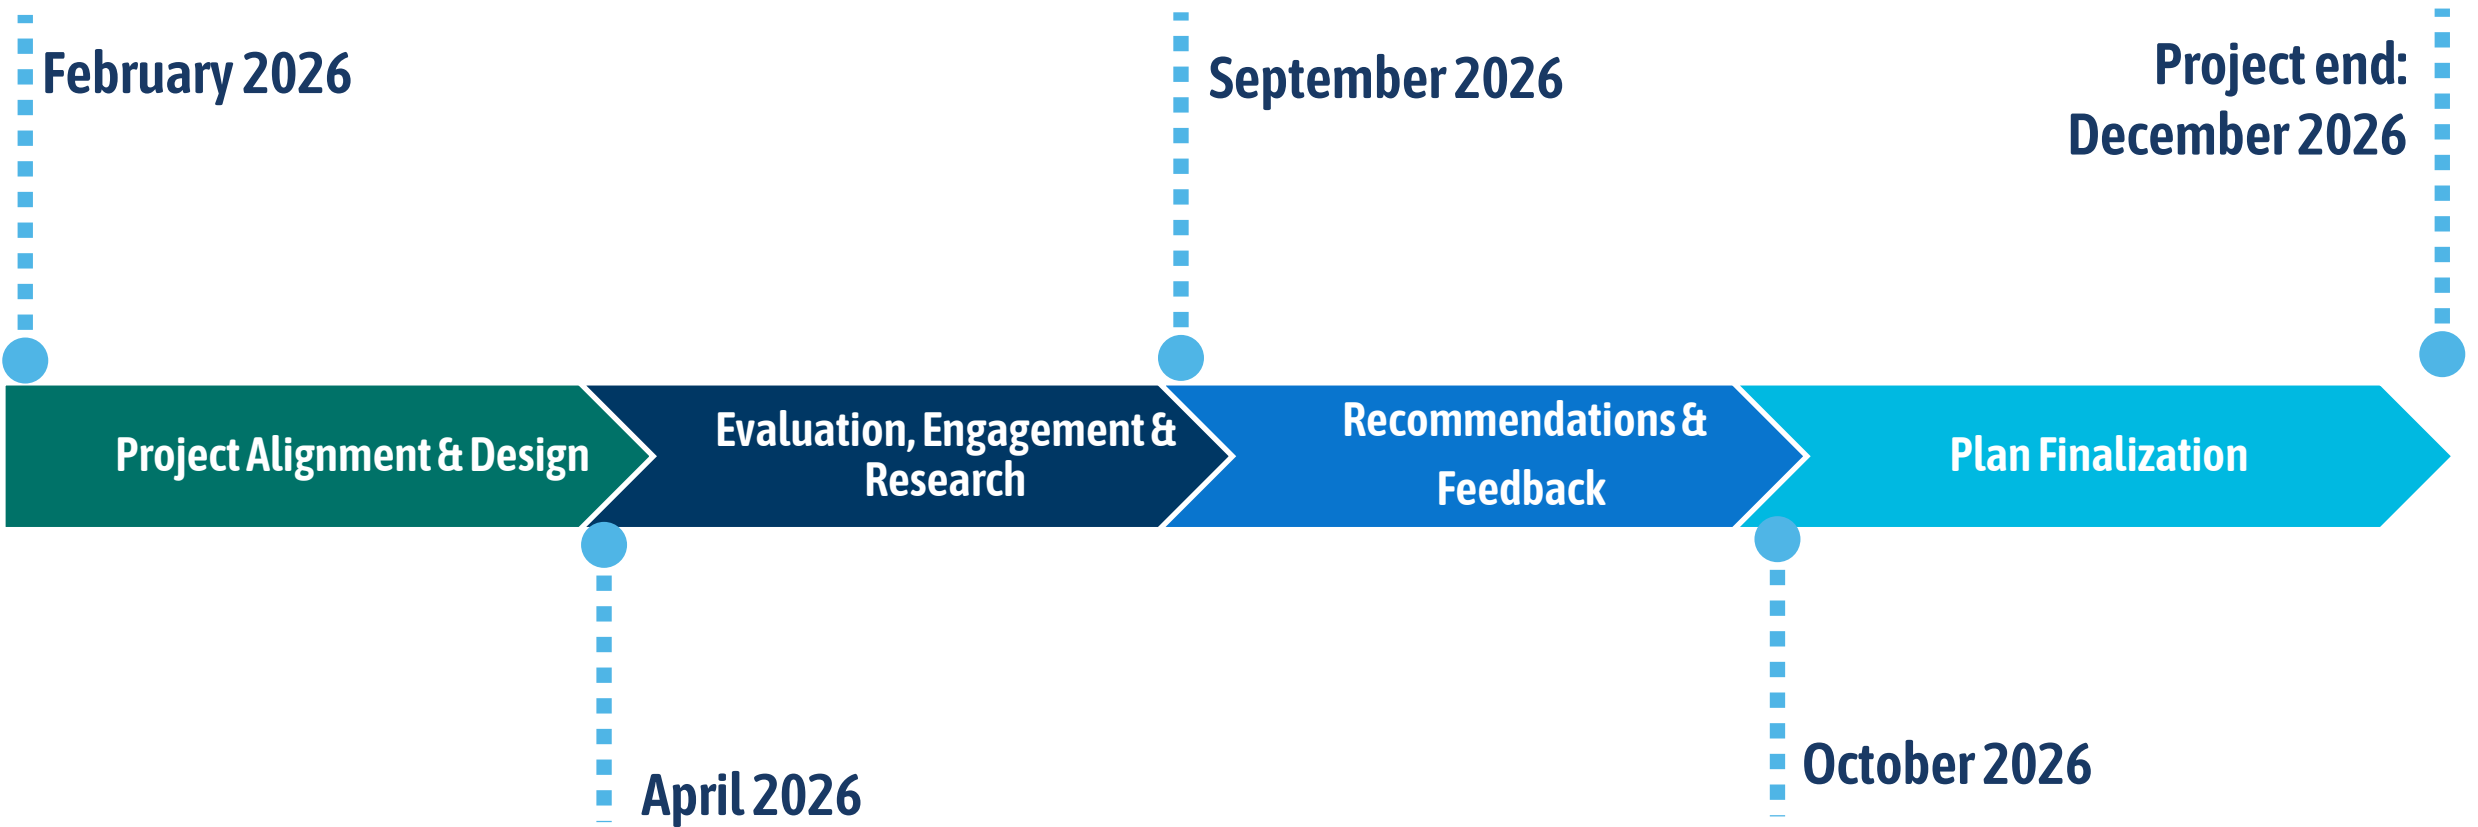 February 2026
September 2026
Project end:
December 2026
Project Alignment & Design
Evaluation, Engagement &
Research
Recommendations &
Feedback
Plan Finalization
April 2026
October 2026